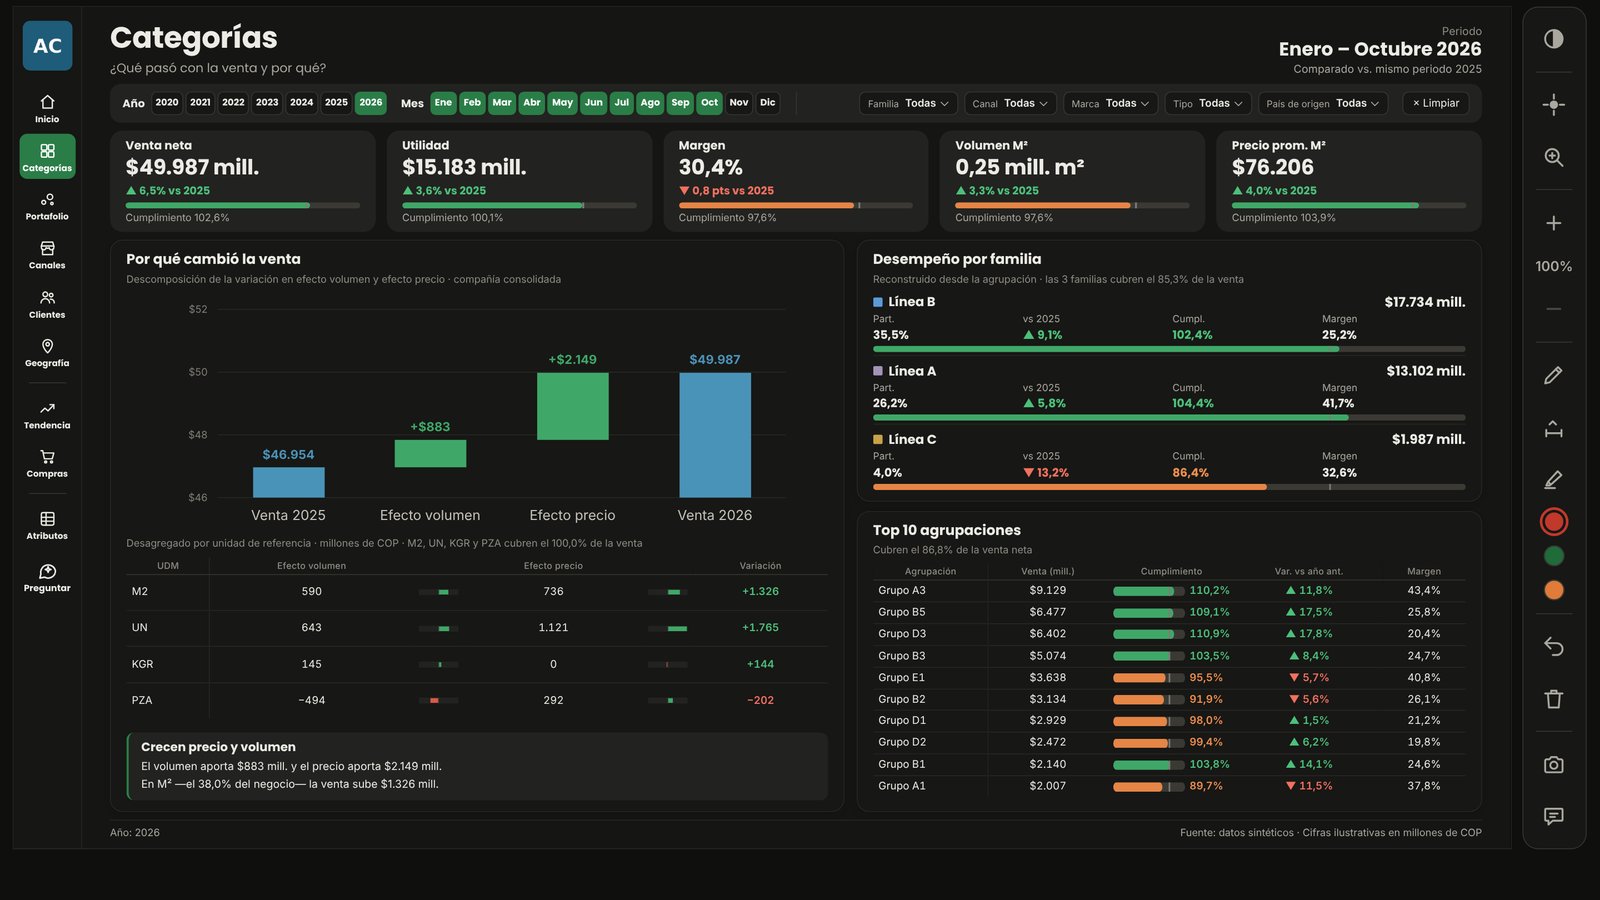 AC
Inicio
Categorías
Portafolio
Canales
Clientes
Geografía
Tendencia
Compras
Atributos
Preguntar
Categorías
¿Qué pasó con la venta y por qué?
Periodo
Enero – Octubre 2026
Comparado vs. mismo periodo 2025
Año 2020 2021 2022 2023 2024 2025 2026 Mes Ene Feb Mar Abr May Jun Jul Ago Sep Oct Nov Dic Familia Todas Canal Todas Marca Todas Tipo Todas País de origen Todas × Limpiar
Venta neta
$49.987 mill.
▲ 6,5% vs 2025
Cumplimiento 102,6%
Utilidad
$15.183 mill.
▲ 3,6% vs 2025
Cumplimiento 100,1%
Margen
30,4%
▼ 0,8 pts vs 2025
Cumplimiento 97,6%
Volumen M²
0,25 mill. m²
▲ 3,3% vs 2025
Cumplimiento 97,6%
Precio prom. M²
$76.206
▲ 4,0% vs 2025
Cumplimiento 103,9%
Por qué cambió la venta
Descomposición de la variación en efecto volumen y efecto precio · compañía consolidada
$52
$50
$48
$46
$46.954
+$883
+$2.149
$49.987
Venta 2025 Efecto volumen Efecto precio Venta 2026
Desagregado por unidad de referencia · millones de COP · M2, UN, KGR y PZA cubren el 100,0% de la venta
UDM Efecto volumen Efecto precio Variación
M2 590 736 +1.326
UN 643 1.121 +1.765
KGR 145 0 +144
PZA −494 292 −202
Crecen precio y volumen
El volumen aporta $883 mill. y el precio aporta $2.149 mill.
En M² —el 38,0% del negocio— la venta sube $1.326 mill.
Desempeño por familia
Reconstruido desde la agrupación · las 3 familias cubren el 85,3% de la venta
Línea B $17.734 mill.
Part. vs 2025 Cumpl. Margen
35,5% ▲ 9,1% 102,4% 25,2%
Línea A $13.102 mill.
Part. vs 2025 Cumpl. Margen
26,2% ▲ 5,8% 104,4% 41,7%
Línea C $1.987 mill.
Part. vs 2025 Cumpl. Margen
4,0% ▼ 13,2% 86,4% 32,6%
Top 10 agrupaciones
Cubren el 86,8% de la venta neta
Agrupación Venta (mill.) Cumplimiento Var. vs año ant. Margen
Grupo A3 $9.129 110,2% ▲ 11,8% 43,4%
Grupo B5 $6.477 109,1% ▲ 17,5% 25,8%
Grupo D3 $6.402 110,9% ▲ 17,8% 20,4%
Grupo B3 $5.074 103,5% ▲ 8,4% 24,7%
Grupo E1 $3.638 95,5% ▼ 5,7% 40,8%
Grupo B2 $3.134 91,9% ▼ 5,6% 26,1%
Grupo D1 $2.929 98,0% ▲ 1,5% 21,2%
Grupo D2 $2.472 99,4% ▲ 6,2% 19,8%
Grupo B1 $2.140 103,8% ▲ 14,1% 24,6%
Grupo A1 $2.007 89,7% ▼ 11,5% 37,8%
Año: 2026
Fuente: datos sintéticos · Cifras ilustrativas en millones de COP
100%